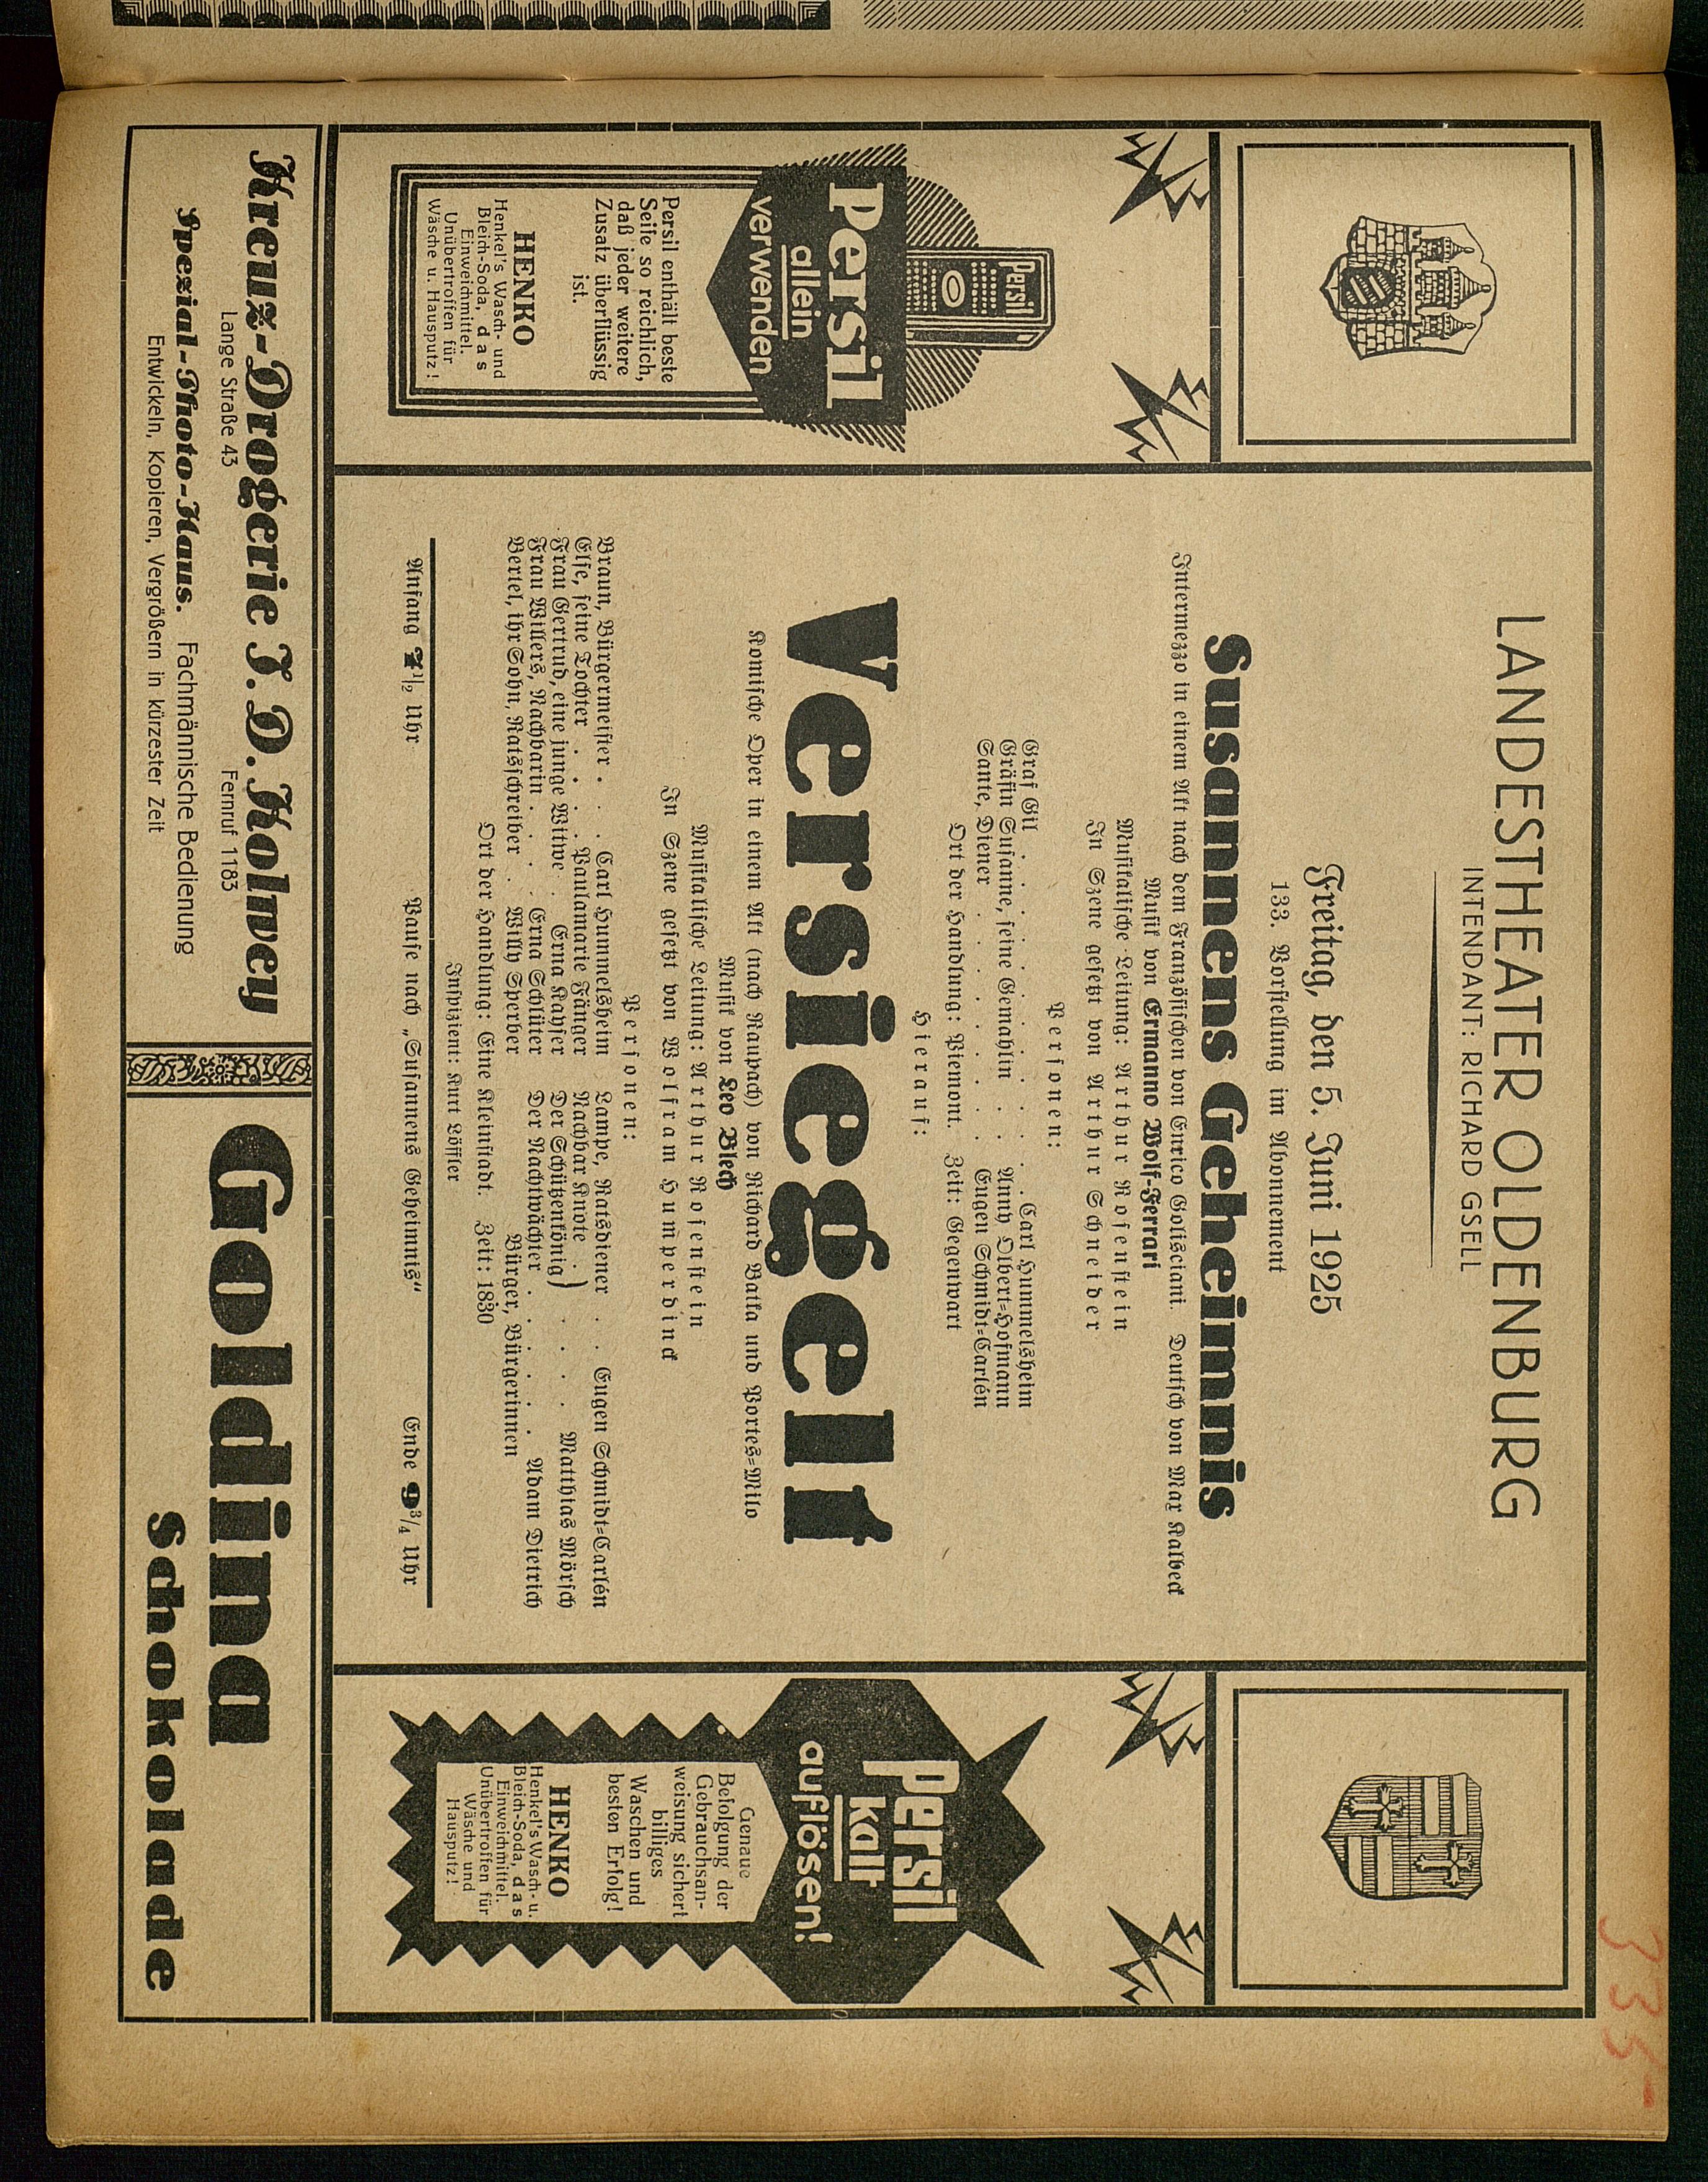 335
LANDESTHEATER OLDENBURG
INTENDANT: RICHARD GSELL
Freitag, den 5. Juni 1925
133. Vorstellung im Abonnement
Susannens Geheimnis
Intermezzo in einem Akt nach dem Französischen von Enrico Golisciani. Deutsch von Max Kalbeck
Musik von Ermanno Wolf-Ferrari
Musikalische Leitung: Arthur Rosenstein
In Szene gesetzt von Arthur Schneider
Personen:
Graf Gil . . . . . . . . Carl Hummelsheim
Gräfin Susanne, seine Gemahlin . . . Anny Olbert-Hofmann
Sante, Diener . . . . . . . Eugen Schmidt-Carlén
Ort der Handlung: Piemont. Zeit: Gegenwart
Hierauf:
Versiegelt
Komische Oper in einem Akt (nach Raupach) von Richard Batka und Pordes-Milo
Musik von Leo Blech
Musikalische Leitung: Arthur Rosenstein
In Szene gesetzt von Wolfram Humperdinck
Personen:
Braun, Bürgermeister . . . Carl Hummelsheim
Else, seine Tochter . . . . Paulamarie Fänger
Frau Gertrud, eine junge Witwe . Erna Kayser
Frau Willers, Nachbarin . . . . Erna Schlüter
Bertel, ihr Sohn, Ratsschreiber . Willy Sperber
Lampe, Ratsdiener . . Eugen Schmidt-Carlén
Nachbar Knote . )
Der Schützenkönig) . . . . Matthias Mörsch
Der Nachtwächter . . . . . Adam Dietrich
Bürger, Bürgerinnen
Ort der Handlung: Eine Kleinstadt. Zeit: 1830
Inspizient: Kurt Löffler
Anfang 7½ Uhr Pause nach „Susannens Geheimnis“ Ende 9¾ Uhr
Persil
Persil
allein
verwenden
Persil enthält beste
Seife so reichlich,
daß jeder weitere
Zusatz überflüssig
ist.
HENKO
Henkel's Wasch- und
Bleich-Soda, das
Einweichmittel.
Unübertroffen für
Wäsche u. Hausputz!
Persil
kalt
auflösen!
Genaue
Befolgung der
Gebrauchsan-
weisung sichert
billiges
Waschen und
besten Erfolg!
HENKO
Henkel's Wasch- u.
Bleich-Soda, das
Einweichmittel.
Unübertroffen für
Wäsche und
Hausputz!
Kreuz-Drogerie J. D. Kolwey
Lange Straße 43 Fernruf 1183
Spezial-Photo-Haus. Fachmännische Bedienung
Entwickeln, Kopieren, Vergrößern in kürzester Zeit
Goldina
Schokolade